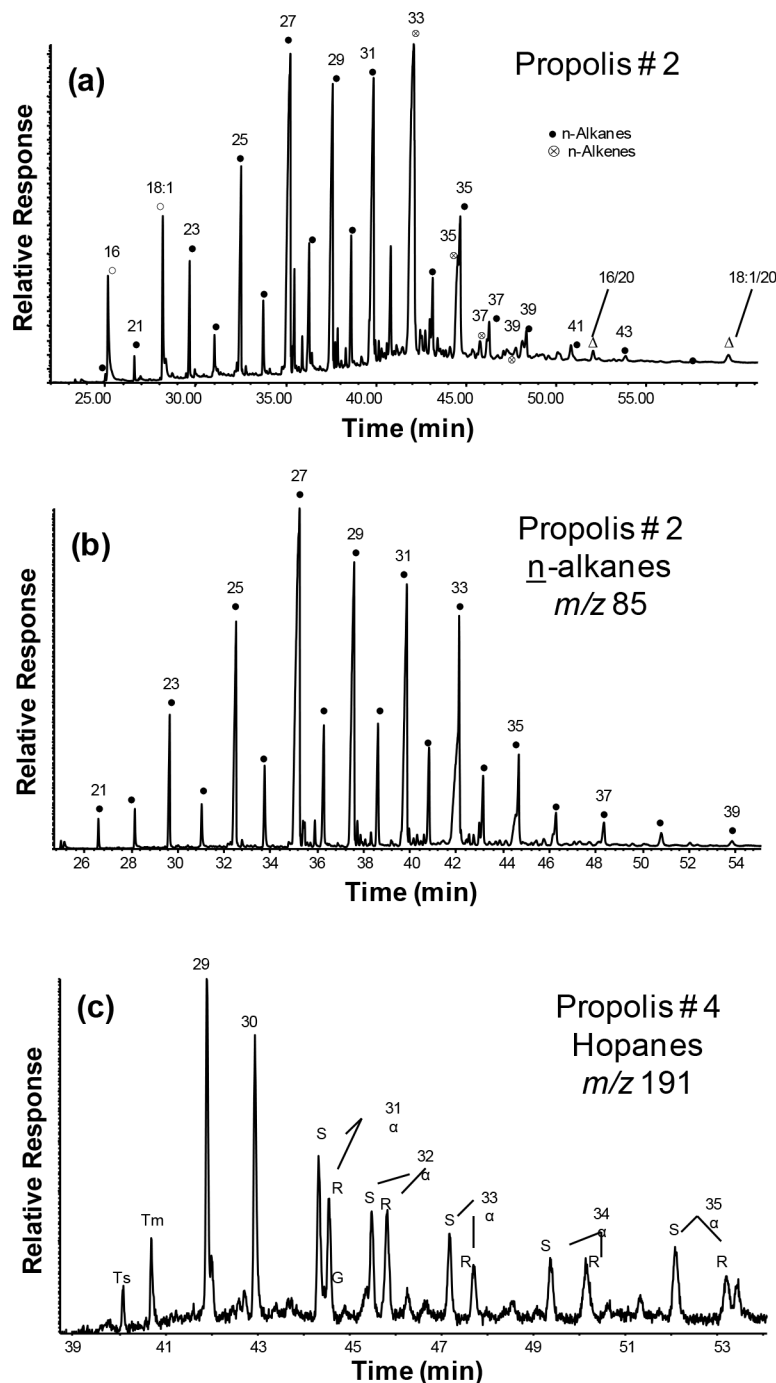 (a)
Propolis # 2
● n-Alkanes
⊗ n-Alkenes
Relative Response
16
18:1
21
23
25
27
29
31
33
35
35
37
37
39
39
41
16/20
43
18:1/20
25.00 30.00 35.00 40.00 45.00 50.00 55.00
Time (min)
(b)
Propolis # 2
n-alkanes
m/z 85
Relative Response
21
23
25
27
29
31
33
35
37
39
26 28 30 32 34 36 38 40 42 44 46 48 50 52 54
Time (min)
(c)
Propolis # 4
Hopanes
m/z 191
Relative Response
Ts
Tm
29
30
S
R
G
31
α
S
R
32
α
S
R
33
α
S
R
34
α
S
R
35
α
39 41 43 45 47 49 51 53
Time (min)